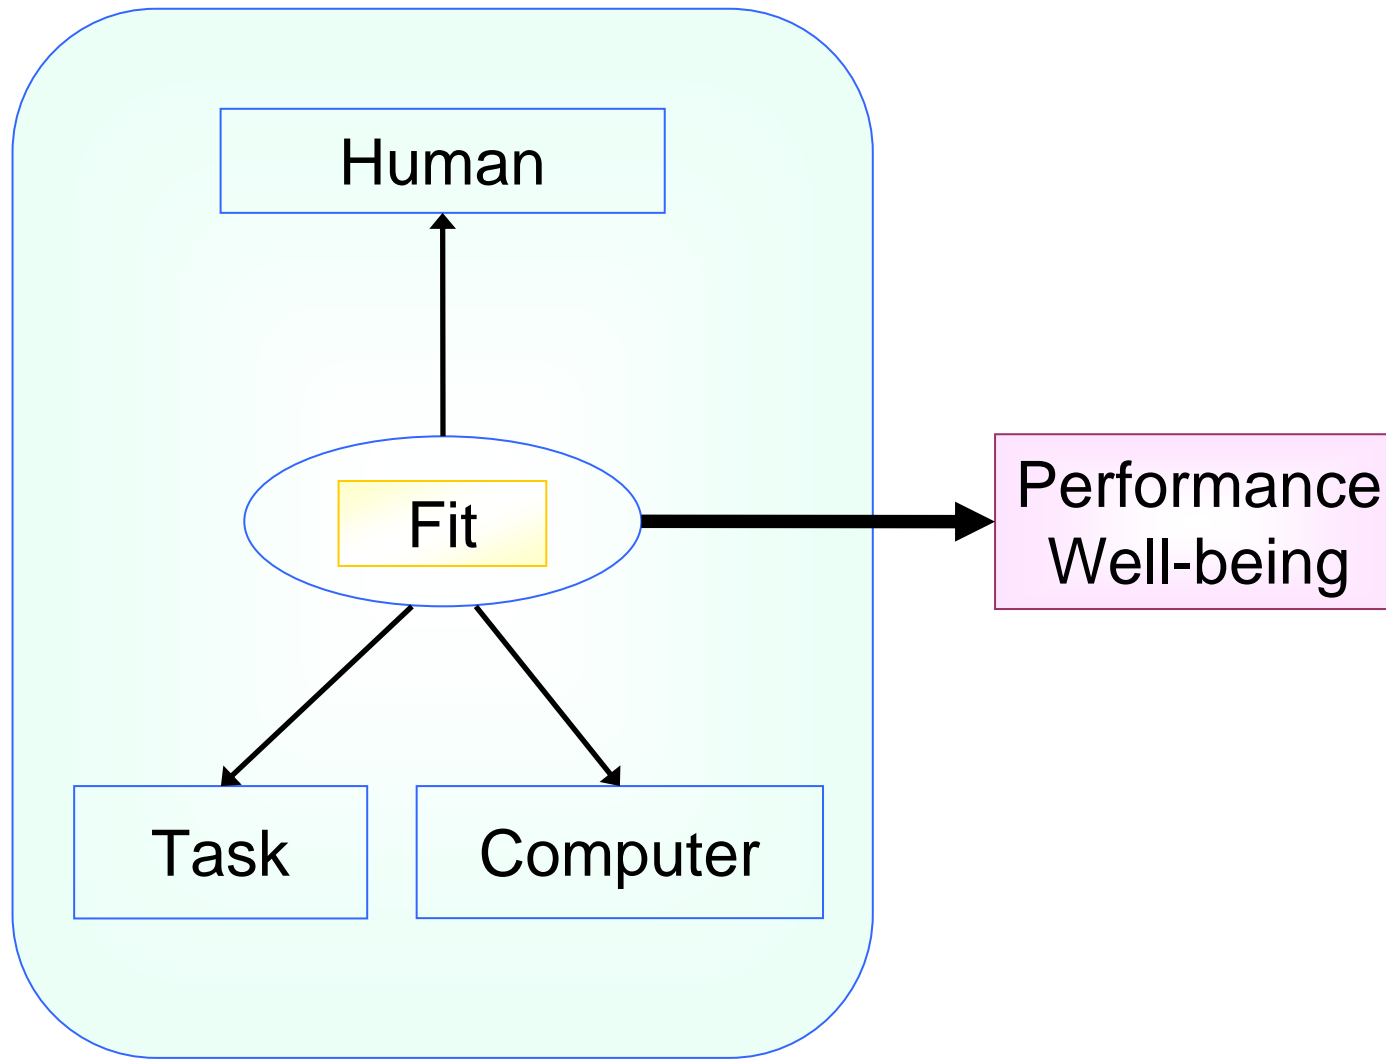 Human
Fit
Performance
Well-being
Task
Computer